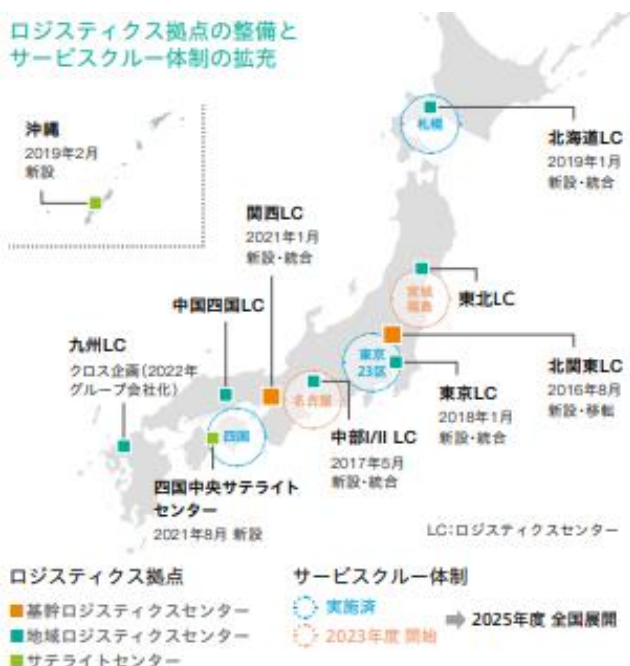 ロジスティクス拠点の整備と
サービスクルー体制の拡充
沖縄
2019年2月
新設
札幌
北海道LC
2019年1月
新設・統合
関西LC
2021年1月
新設・統合
宮城
福島
東北LC
中国四国LC
九州LC
クロス企画(2022年
グループ会社化)
東京
23区
北関東LC
2016年8月
新設・移転
東京LC
2018年1月
新設・統合
名古屋
中部I/II LC
2017年5月
新設・統合
四国
四国中央サテライト
センター
2021年8月 新設
LC:ロジスティクスセンター
ロジスティクス拠点
基幹ロジスティクスセンター
地域ロジスティクスセンター
サテライトセンター
サービスクルー体制
実施済
2023年度 開始
2025年度 全国展開